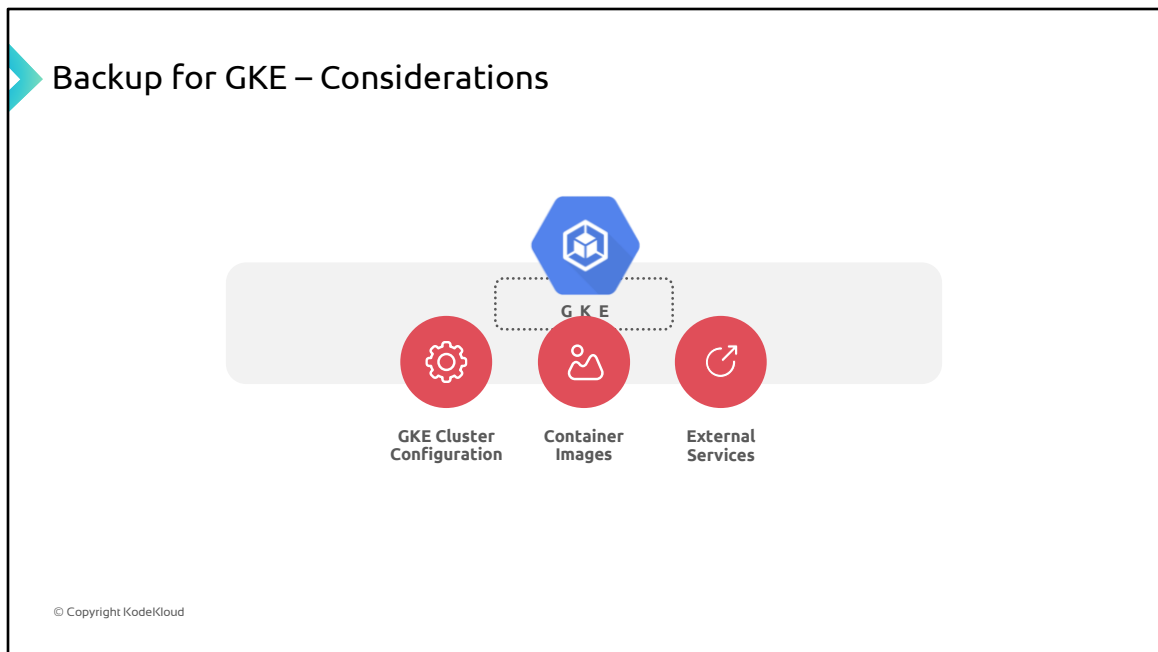 Backup for GKE – Considerations
G K E
GKE Cluster
Configuration
Container
Images
External
Services
© Copyright KodeKloud